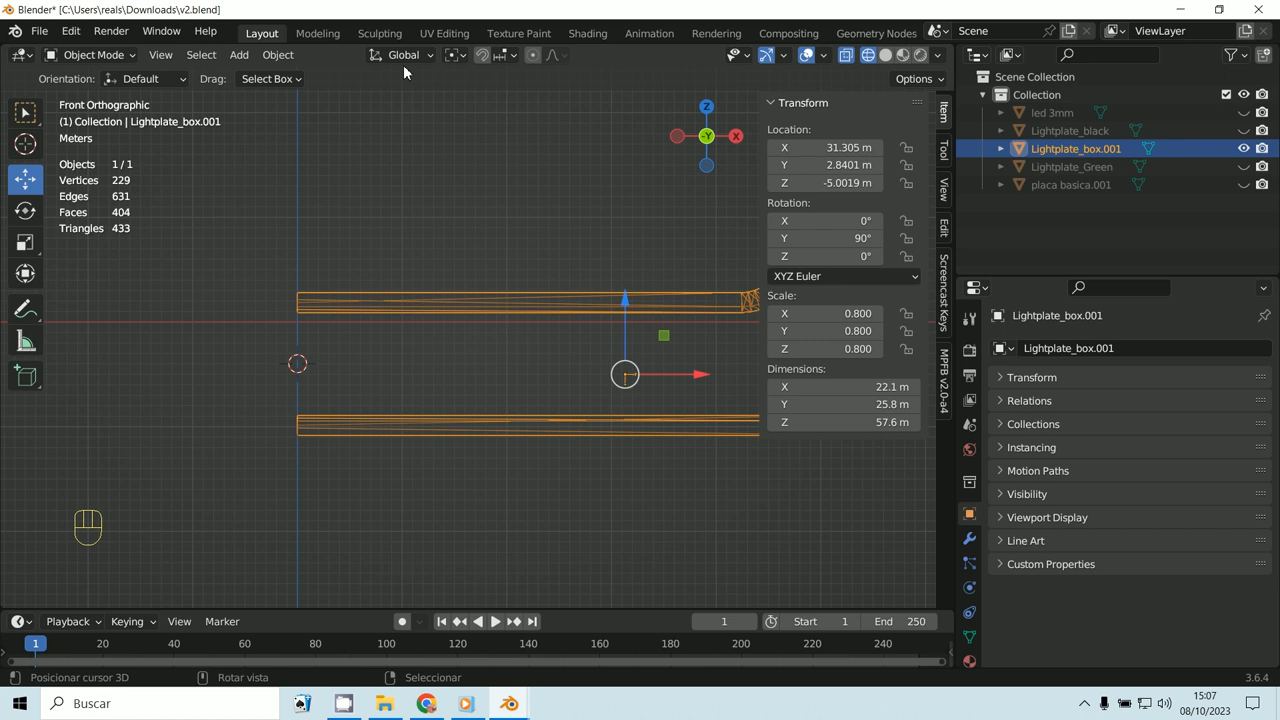 Blender* [C:\Users\reals\Downloads\v2.blend]
File Edit Render Window Help Layout Modeling Sculpting UV Editing Texture Paint Shading Animation Rendering Compositing Geometry Nodes Scene ViewLayer
Object Mode View Select Add Object Global
Orientation: Default Drag: Select Box Options
Front Orthographic
(1) Collection | Lightplate_box.001
Meters
Objects 1 / 1
Vertices 229
Edges 631
Faces 404
Triangles 433
Z
-Y
X
Transform
Location:
X 31.305 m
Y 2.8401 m
Z -5.0019 m
Rotation:
X 0°
Y 90°
Z 0°
XYZ Euler
Scale:
X 0.800
Y 0.800
Z 0.800
Dimensions:
X 22.1 m
Y 25.8 m
Z 57.6 m
Item
Tool
View
Edit
Screencast Keys
MPFB v2.0-a4
Scene Collection
Collection
led 3mm
Lightplate_black
Lightplate_box.001
Lightplate_Green
placa basica.001
Lightplate_box.001
Lightplate_box.001
Transform
Relations
Collections
Instancing
Motion Paths
Visibility
Viewport Display
Line Art
Custom Properties
Playback Keying View Marker 1 Start 1 End 250
1 20 40 60 80 100 120 140 160 180 200 220 240
Posicionar cursor 3D Rotar vista Seleccionar 3.6.4
Buscar
15:07
08/10/2023